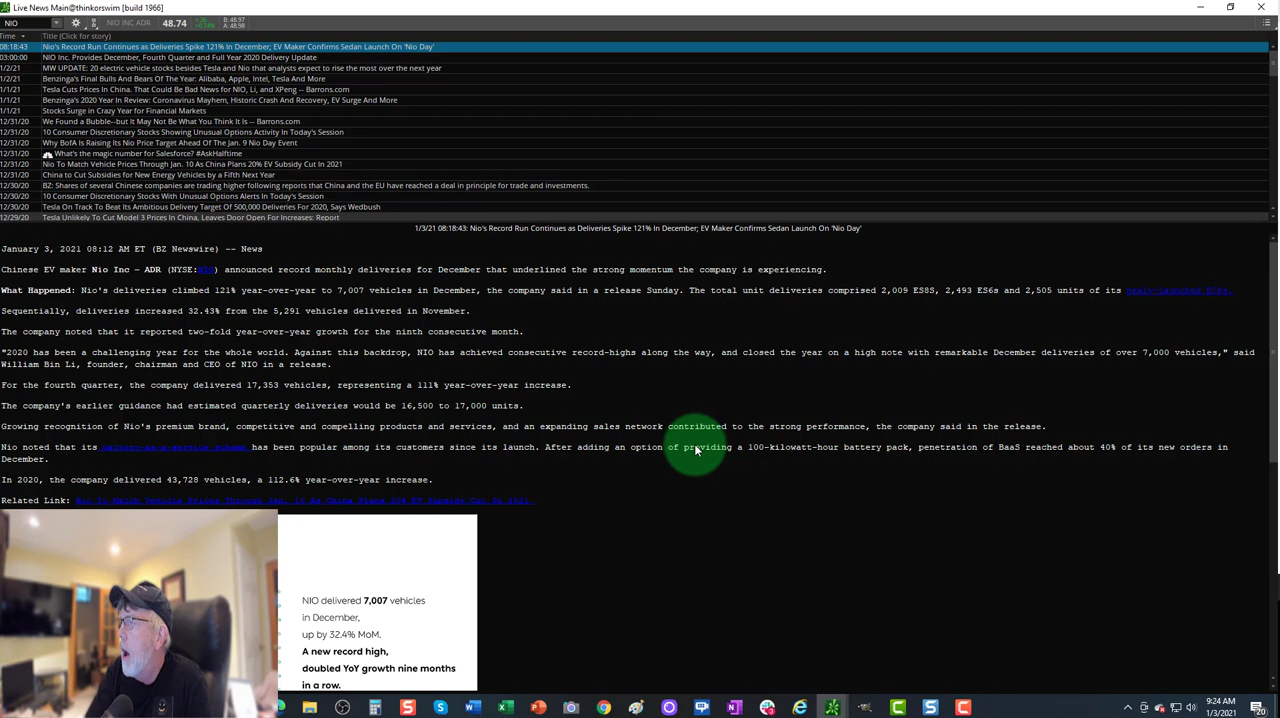 Live News Main@thinkorswim [build 1966]
NIO NIO INC ADR 48.74 B: 48.97
A: 48.98
Time Title (Click for story)
08:18:43 Nio's Record Run Continues as Deliveries Spike 121% In December; EV Maker Confirms Sedan Launch On 'Nio Day'
03:00:00 NIO Inc. Provides December, Fourth Quarter and Full Year 2020 Delivery Update
1/2/21 MW UPDATE: 20 electric vehicle stocks besides Tesla and Nio that analysts expect to rise the most over the next year
1/2/21 Benzinga's Final Bulls And Bears Of The Year: Alibaba, Apple, Intel, Tesla And More
1/1/21 Tesla Cuts Prices In China. That Could Be Bad News for NIO, Li, and XPeng -- Barrons.com
1/1/21 Benzinga's 2020 Year In Review: Coronavirus Mayhem, Historic Crash And Recovery, EV Surge And More
1/1/21 Stocks Surge in Crazy Year for Financial Markets
12/31/20 We Found a Bubble--but It May Not Be What You Think It Is -- Barrons.com
12/31/20 10 Consumer Discretionary Stocks Showing Unusual Options Activity In Today's Session
12/31/20 Why BofA Is Raising Its Nio Price Target Ahead Of The Jan. 9 Nio Day Event
12/31/20 What's the magic number for Salesforce? #AskHalftime
12/31/20 Nio To Match Vehicle Prices Through Jan. 10 As China Plans 20% EV Subsidy Cut In 2021
12/31/20 China to Cut Subsidies for New Energy Vehicles by a Fifth Next Year
12/30/20 BZ: Shares of several Chinese companies are trading higher following reports that China and the EU have reached a deal in principle for trade and investments.
12/30/20 10 Consumer Discretionary Stocks With Unusual Options Alerts In Today's Session
12/30/20 Tesla On Track To Beat Its Ambitious Delivery Target Of 500,000 Deliveries For 2020, Says Wedbush
12/29/20 Tesla Unlikely To Cut Model 3 Prices In China, Leaves Door Open For Increases: Report
1/3/21 08:18:43: Nio's Record Run Continues as Deliveries Spike 121% In December; EV Maker Confirms Sedan Launch On 'Nio Day'
January 3, 2021 08:12 AM ET (BZ Newswire) -- News
Chinese EV maker Nio Inc - ADR (NYSE:NIO) announced record monthly deliveries for December that underlined the strong momentum the company is experiencing.
What Happened: Nio's deliveries climbed 121% year-over-year to 7,007 vehicles in December, the company said in a release Sunday. The total unit deliveries comprised 2,009 ES8S, 2,493 ES6s and 2,505 units of its newly-launched EC6s.
Sequentially, deliveries increased 32.43% from the 5,291 vehicles delivered in November.
The company noted that it reported two-fold year-over-year growth for the ninth consecutive month.
"2020 has been a challenging year for the whole world. Against this backdrop, NIO has achieved consecutive record-highs along the way, and closed the year on a high note with remarkable December deliveries of over 7,000 vehicles," said
William Bin Li, founder, chairman and CEO of NIO in a release.
For the fourth quarter, the company delivered 17,353 vehicles, representing a 111% year-over-year increase.
The company's earlier guidance had estimated quarterly deliveries would be 16,500 to 17,000 units.
Growing recognition of Nio's premium brand, competitive and compelling products and services, and an expanding sales network contributed to the strong performance, the company said in the release.
Nio noted that its battery-as-a-service scheme has been popular among its customers since its launch. After adding an option of providing a 100-kilowatt-hour battery pack, penetration of BaaS reached about 40% of its new orders in
December.
In 2020, the company delivered 43,728 vehicles, a 112.6% year-over-year increase.
Related Link: Nio To Match Vehicle Prices Through Jan. 10 As China Plans 20% EV Subsidy Cut In 2021
NIO delivered 7,007 vehicles
in December,
up by 32.4% MoM.
A new record high,
doubled YoY growth nine months
in a row.
9:24 AM
1/3/2021
20